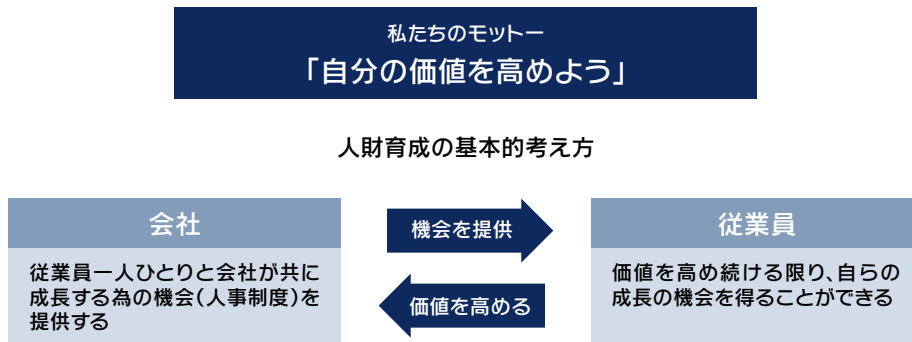 私たちのモットー
「自分の価値を高めよう」
人財育成の基本的考え方
会社
従業員一人ひとりと会社が共に
成長する為の機会(人事制度)を
提供する
機会を提供
価値を高める
従業員
価値を高め続ける限り、自らの
成長の機会を得ることができる